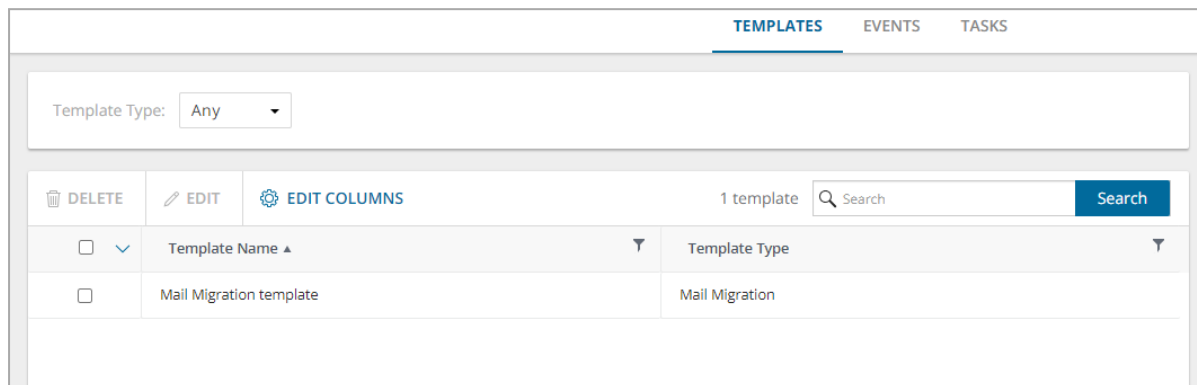 TEMPLATES EVENTS TASKS
Template Type: Any
DELETE EDIT EDIT COLUMNS 1 template Search Search
Template Name Template Type
Mail Migration template Mail Migration